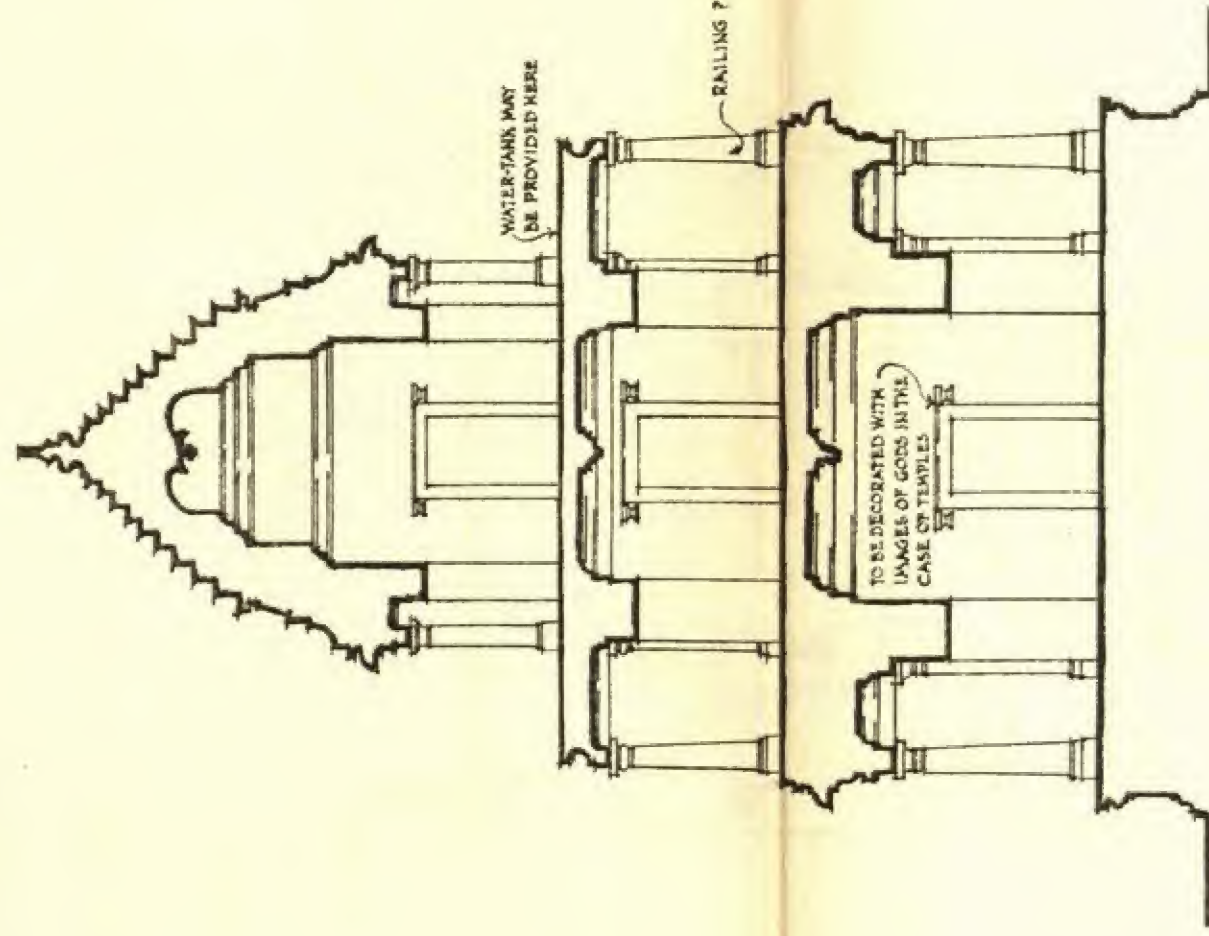 WATER-TANK MAY
BE PROVIDED HERE
RAILING ?
TO BE DECORATED WITH
IMAGES OF GODS IN THE
CASE OF TEMPLES